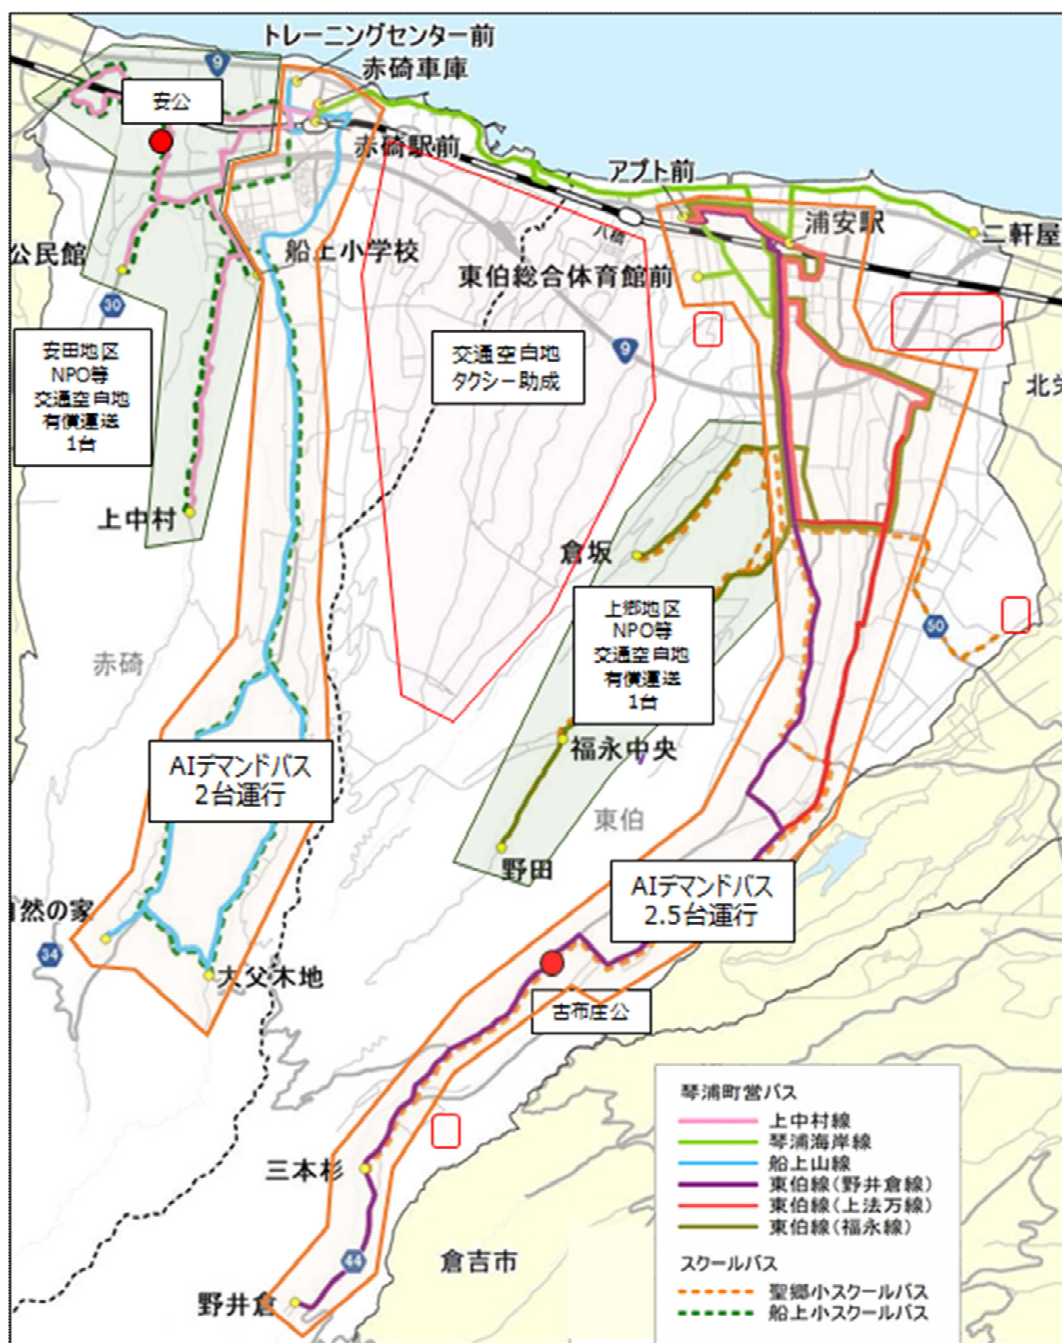 トレーニングセンター前
赤碕車庫
9
安公
赤碕駅前
アプト前
八橋
浦安駅
二軒屋
公民館
船上小学校
東伯総合体育館前
30
9
安田地区
NPO等
交通空白地
有償運送
1台
交通空白地
タクシー助成
北栄
上中村
倉坂
上郷地区
NPO等
交通空白地
有償運送
1台
50
赤碕
福永中央
AIデマンドバス
2台運行
東伯
野田
AIデマンドバス
2.5台運行
然の家
34
大父木地
古布庄公
三本杉
44
野井倉
倉吉市
琴浦町営バス
上中村線
琴浦海岸線
船上山線
東伯線(野井倉線)
東伯線(上法万線)
東伯線(福永線)
スクールバス
聖郷小スクールバス
船上小スクールバス